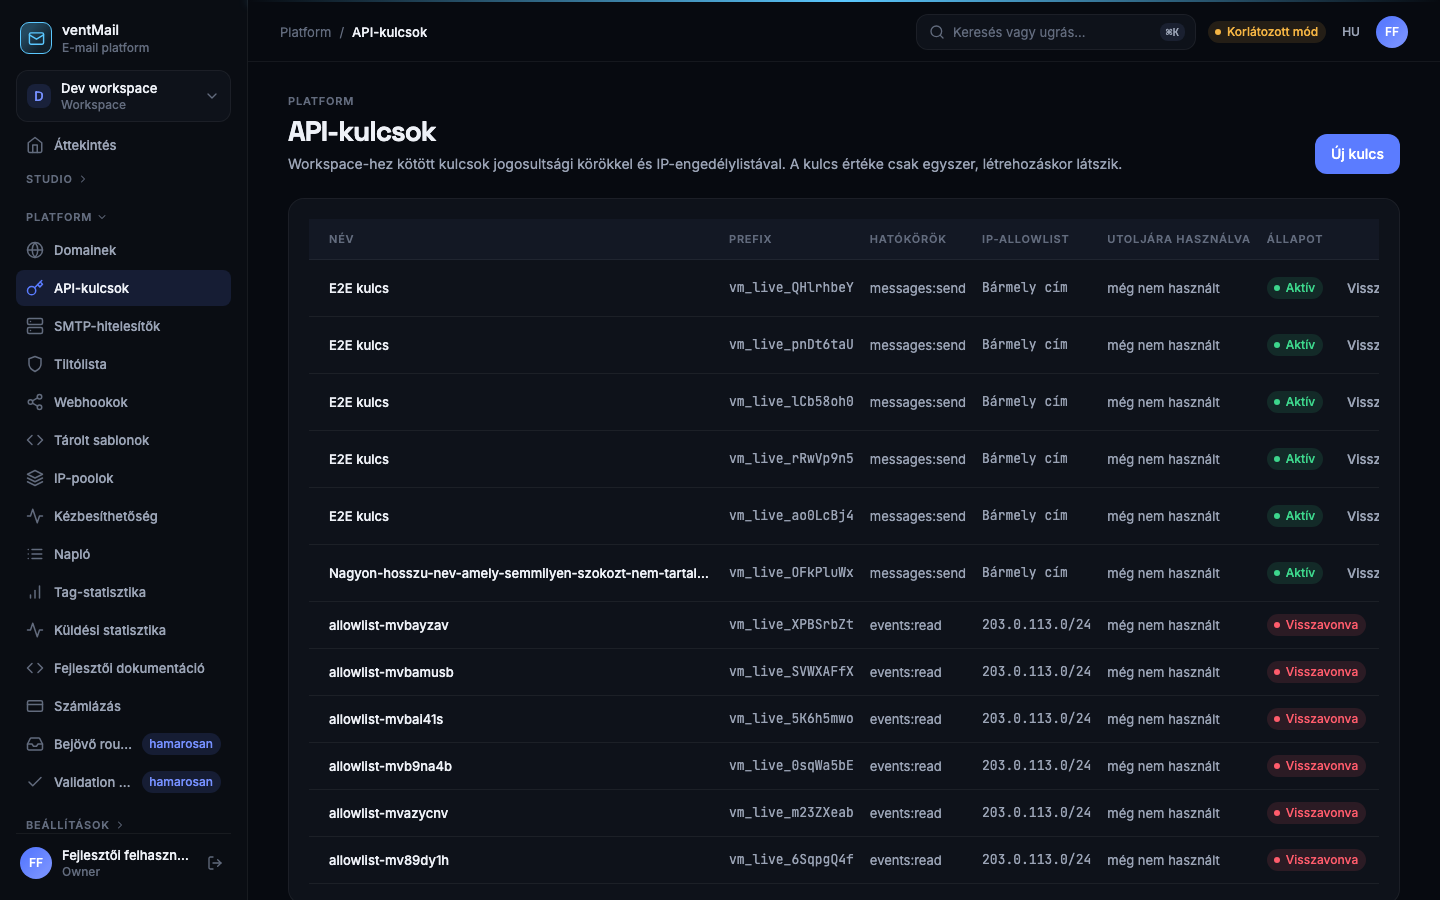 ventMail
E-mail platform
D
Dev workspace
Workspace
Áttekintés
STUDIO
PLATFORM
Domainek
API-kulcsok
SMTP-hitelesítők
Tiltólista
Webhookok
Tárolt sablonok
IP-poolok
Kézbesíthetőség
Napló
Tag-statisztika
Küldési statisztika
Fejlesztői dokumentáció
Számlázás
Bejövő rou... hamarosan
Validation ... hamarosan
BEÁLLÍTÁSOK
FF
Fejlesztői felhaszn...
Owner
Platform / API-kulcsok
Keresés vagy ugrás... ⌘K
Korlátozott mód
HU
FF
PLATFORM
API-kulcsok
Workspace-hez kötött kulcsok jogosultsági körökkel és IP-engedélylistával. A kulcs értéke csak egyszer, létrehozáskor látszik.
Új kulcs
NÉV PREFIX HATÓKÖRÖK IP-ALLOWLIST UTOLJÁRA HASZNÁLVA ÁLLAPOT
E2E kulcs vm_live_QHlrhbeY messages:send Bármely cím még nem használt Aktív Vissz
E2E kulcs vm_live_pnDt6taU messages:send Bármely cím még nem használt Aktív Vissz
E2E kulcs vm_live_lCb58oh0 messages:send Bármely cím még nem használt Aktív Vissz
E2E kulcs vm_live_rRwVp9n5 messages:send Bármely cím még nem használt Aktív Vissz
E2E kulcs vm_live_ao0LcBj4 messages:send Bármely cím még nem használt Aktív Vissz
Nagyon-hosszu-nev-amely-semmilyen-szokozt-nem-tartal... vm_live_OFkPluWx messages:send Bármely cím még nem használt Aktív Vissz
allowlist-mvbayzav vm_live_XPBSrbZt events:read 203.0.113.0/24 még nem használt Visszavonva
allowlist-mvbamusb vm_live_SVWXAFfX events:read 203.0.113.0/24 még nem használt Visszavonva
allowlist-mvbal41s vm_live_5K6h5mwo events:read 203.0.113.0/24 még nem használt Visszavonva
allowlist-mvb9na4b vm_live_0sqWa5bE events:read 203.0.113.0/24 még nem használt Visszavonva
allowlist-mvazycnv vm_live_m23ZXeab events:read 203.0.113.0/24 még nem használt Visszavonva
allowlist-mv89dy1h vm_live_6SqpgQ4f events:read 203.0.113.0/24 még nem használt Visszavonva